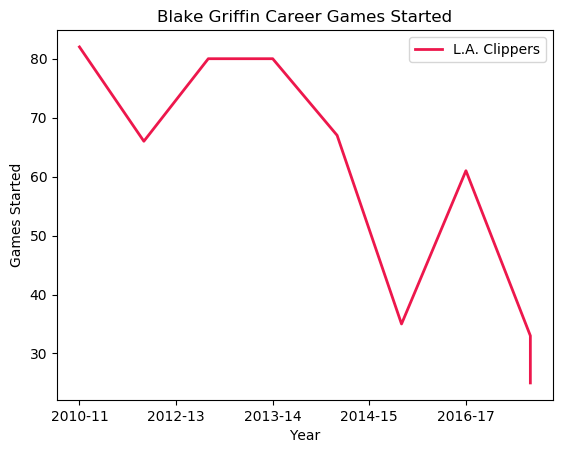 Blake Griffin Career Games Started
L.A. Clippers
80
70
60
50
40
30
Games Started
2010-11 2012-13 2013-14 2014-15 2016-17
Year